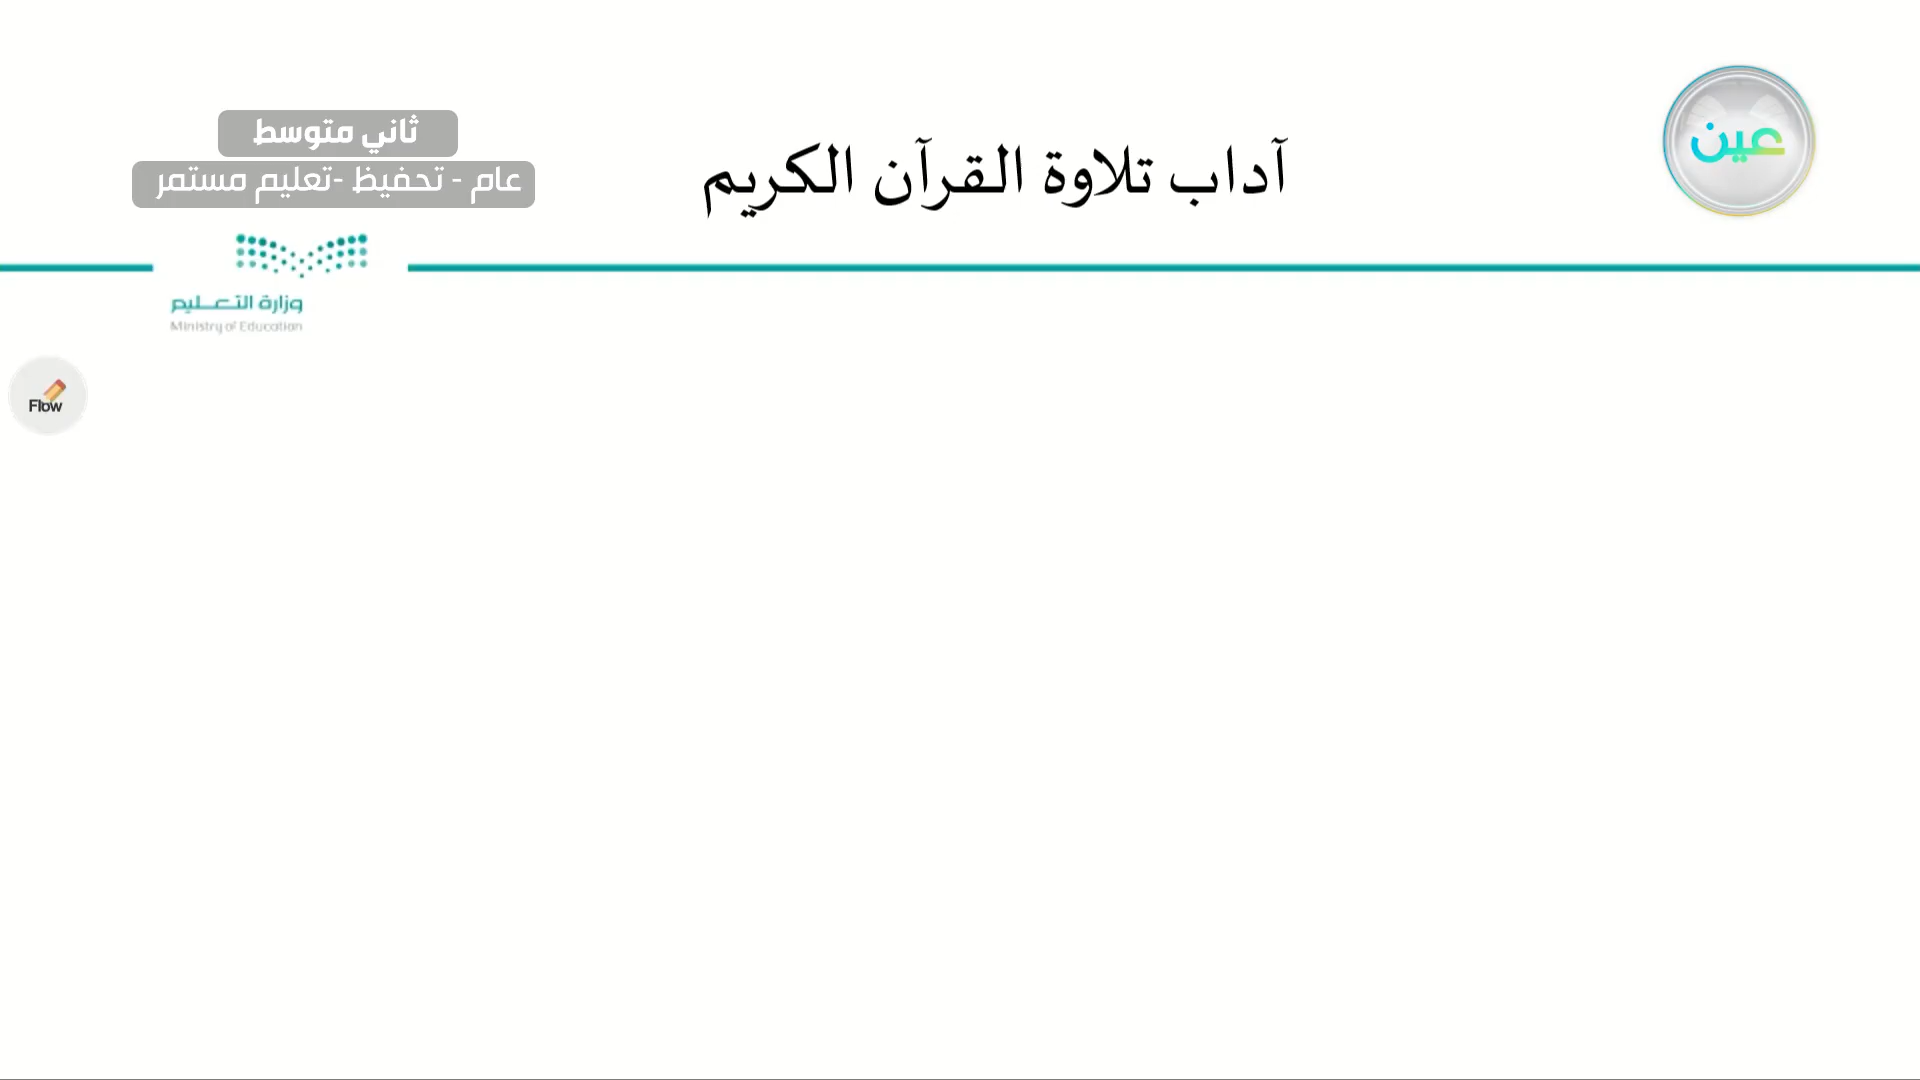 عين
آداب تلاوة القرآن الكريم
ثاني متوسط
عام - تحفيظ -تعليم مستمر
وزارة التعليم
Ministry of Education
Flow